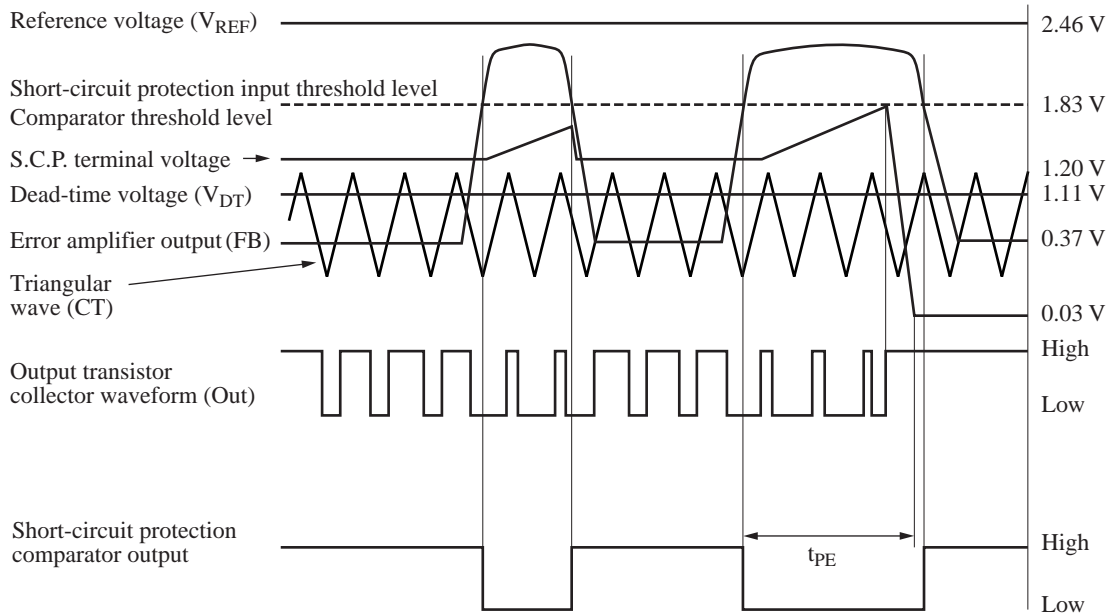 Reference voltage (VREF)
2.46 V
Short-circuit protection input threshold level
1.83 V
Comparator threshold level
S.C.P. terminal voltage
1.20 V
Dead-time voltage (VDT)
1.11 V
Error amplifier output (FB)
0.37 V
Triangular
wave (CT)
0.03 V
High
Output transistor
collector waveform (Out)
Low
Short-circuit protection
comparator output
High
tPE
Low